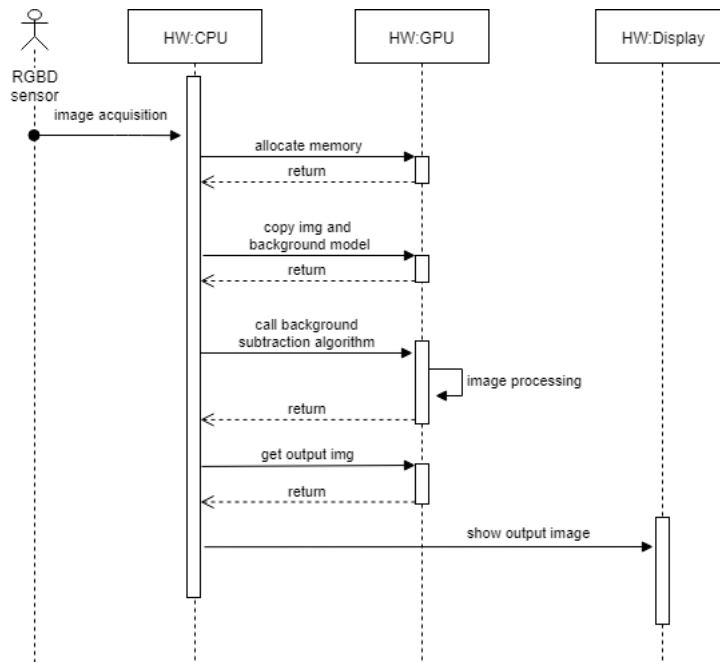 HW:CPU
HW:GPU
HW:Display
RGBD
sensor
image acquisition
allocate memory
return
copy img and
background model
return
call background
subtraction algorithm
image processing
return
get output img
return
show output image